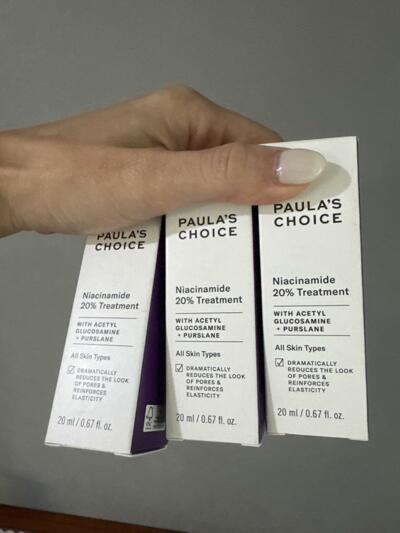 PAULA'S
CHOICE
Niacinamide
20% Treatment
WITH ACETYL
GLUCOSAMINE
+ PURSLANE
All Skin Types
DRAMATICALLY
REDUCES THE LOOK
OF PORES &
REINFORCES
ELASTICITY
20 ml / 0.67 fl. oz.
PAULA'S
CHOICE
Niacinamide
20% Treatment
WITH ACETYL
GLUCOSAMINE
+ PURSLANE
All Skin Types
DRAMATICALLY
REDUCES THE LOOK
OF PORES &
REINFORCES
ELASTICITY
20 ml / 0.67 fl. oz.
PAULA'S
CHOICE
Niacinamide
20% Treatment
WITH ACETYL
GLUCOSAMINE
+ PURSLANE
All Skin Types
DRAMATICALLY
REDUCES THE LOOK
OF PORES &
REINFORCES
ELASTICITY
20 ml / 0.67 fl. oz.